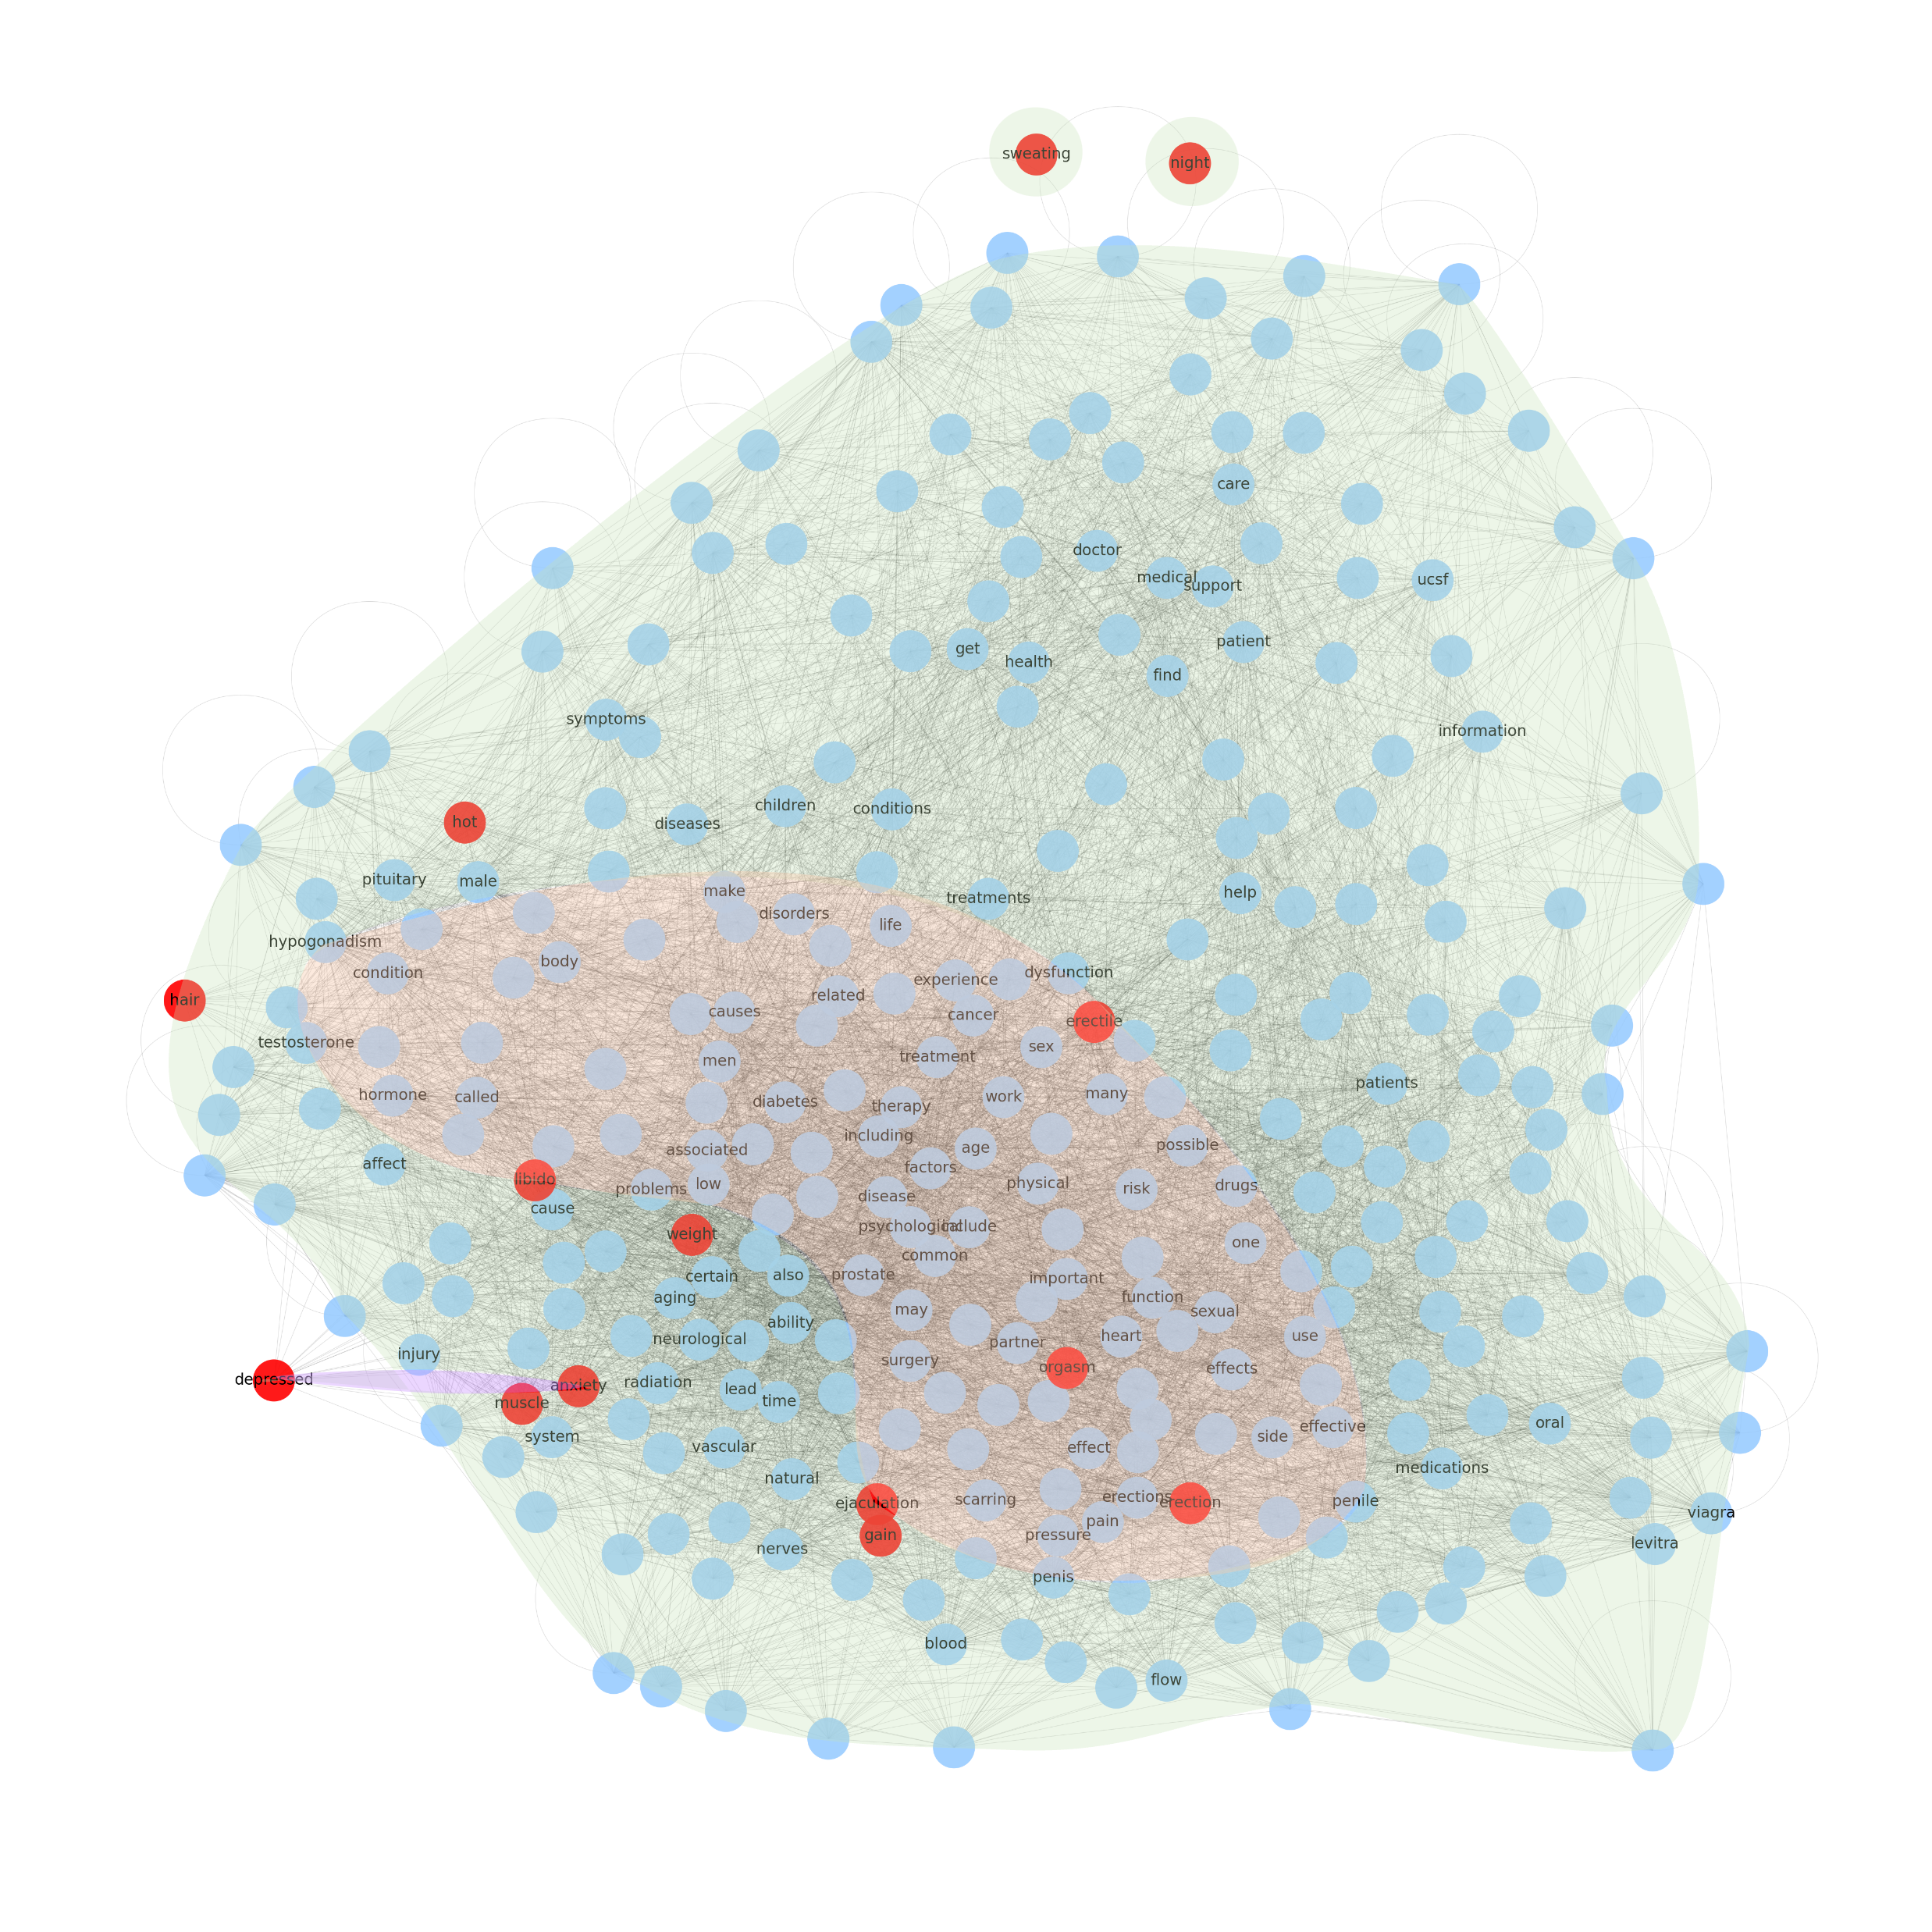 sweating
night
care
doctor
medical
support
ucsf
patient
get
health
find
symptoms
information
hot
diseases
children
conditions
pituitary
male
make
treatments
help
disorders
life
hypogonadism
body
condition
experience
dysfunction
hair
related
causes
cancer
erectile
testosterone
men
treatment
sex
patients
hormone
called
diabetes
therapy
work
many
including
associated
age
possible
affect
factors
libido
problems
low
disease
physical
risk
drugs
cause
weight
psychological
include
one
common
certain
also
prostate
important
aging
function
may
sexual
ability
neurological
partner
heart
use
injury
surgery
orgasm
effects
depressed
anxiety
radiation
lead
muscle
time
system
vascular
effect
side
effective
oral
natural
medications
ejaculation
scarring
erections
erection
penile
viagra
gain
pressure
pain
nerves
levitra
penis
blood
flow